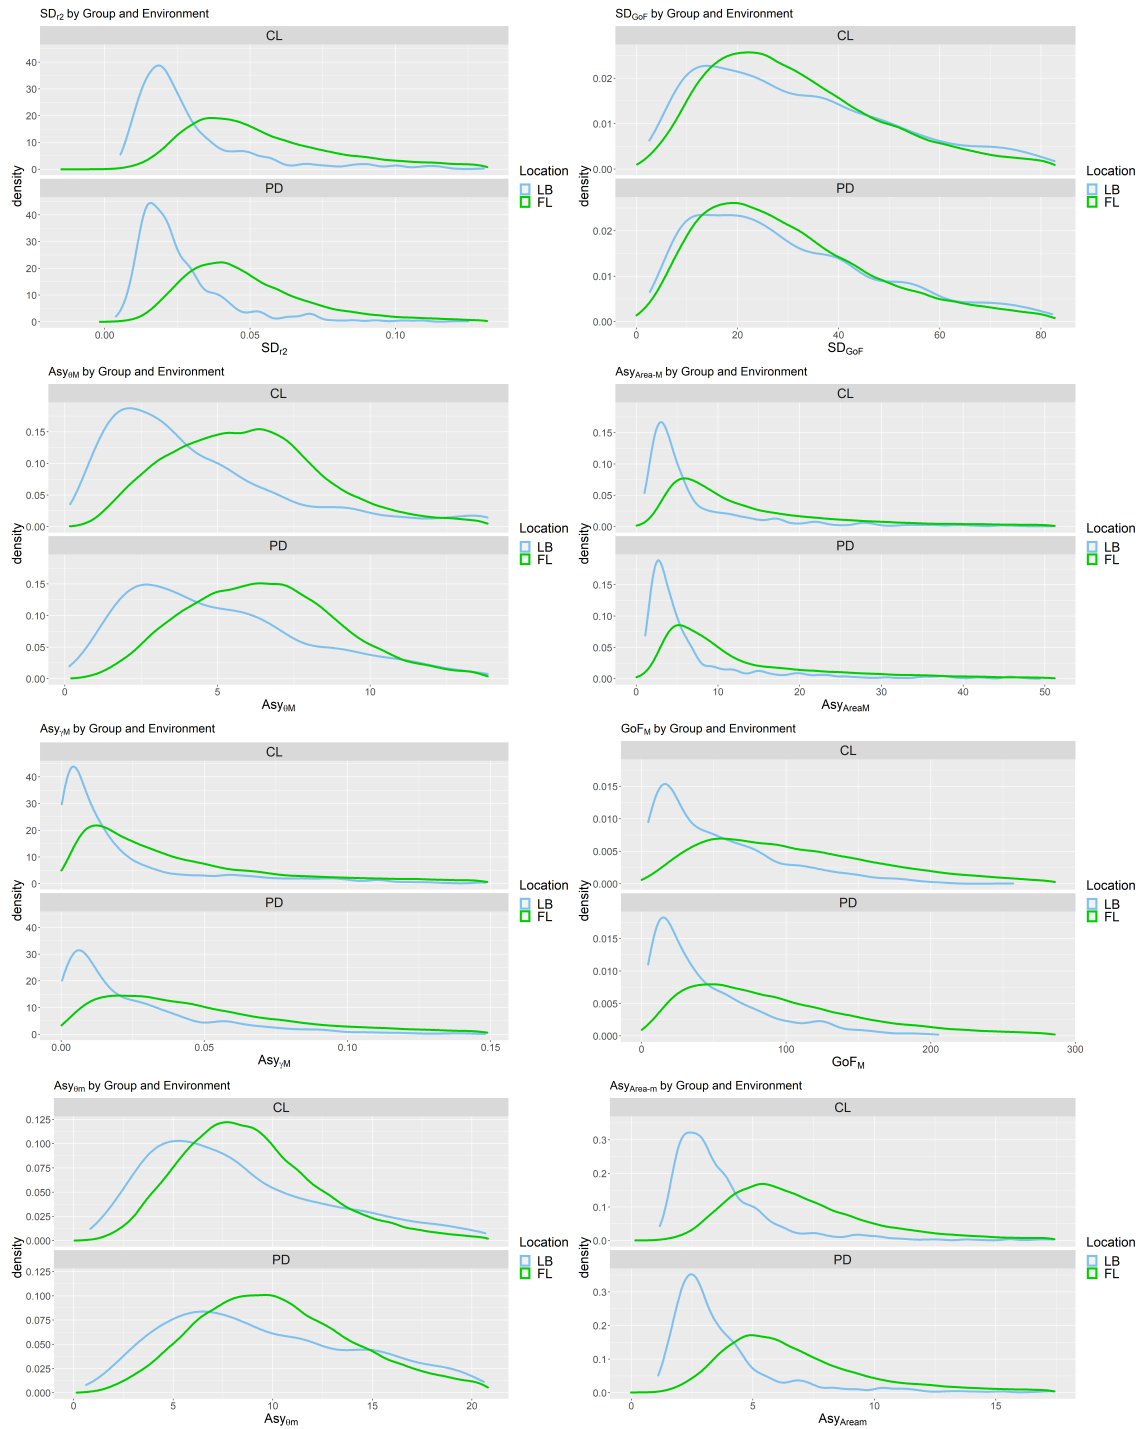 SDr2 by Group and Environment
CL
40
30
20
10
0
density
PD
40
30
20
10
0
0.00 0.05 0.10
SDr2
Location
LB
FL
SDGoF by Group and Environment
CL
0.02
0.01
0.00
density
PD
0.02
0.01
0.00
0 20 40 60 80
SDGoF
Location
LB
FL
AsyθM by Group and Environment
CL
0.15
0.10
0.05
0.00
density
PD
0.15
0.10
0.05
0.00
0 5 10
AsyθM
Location
LB
FL
AsyArea-M by Group and Environment
CL
0.15
0.10
0.05
0.00
density
PD
0.15
0.10
0.05
0.00
0 10 20 30 40 50
AsyAreaM
Location
LB
FL
AsyγM by Group and Environment
CL
40
30
20
10
0
density
PD
40
30
20
10
0
0.00 0.05 0.10 0.15
AsyγM
Location
LB
FL
GoFM by Group and Environment
CL
0.015
0.010
0.005
0.000
density
PD
0.015
0.010
0.005
0.000
0 100 200 300
GoFM
Location
LB
FL
Asyθm by Group and Environment
CL
0.125
0.100
0.075
0.050
0.025
0.000
density
PD
0.125
0.100
0.075
0.050
0.025
0.000
0 5 10 15 20
Asyθm
Location
LB
FL
AsyArea-m by Group and Environment
CL
0.3
0.2
0.1
0.0
density
PD
0.3
0.2
0.1
0.0
0 5 10 15
AsyAream
Location
LB
FL